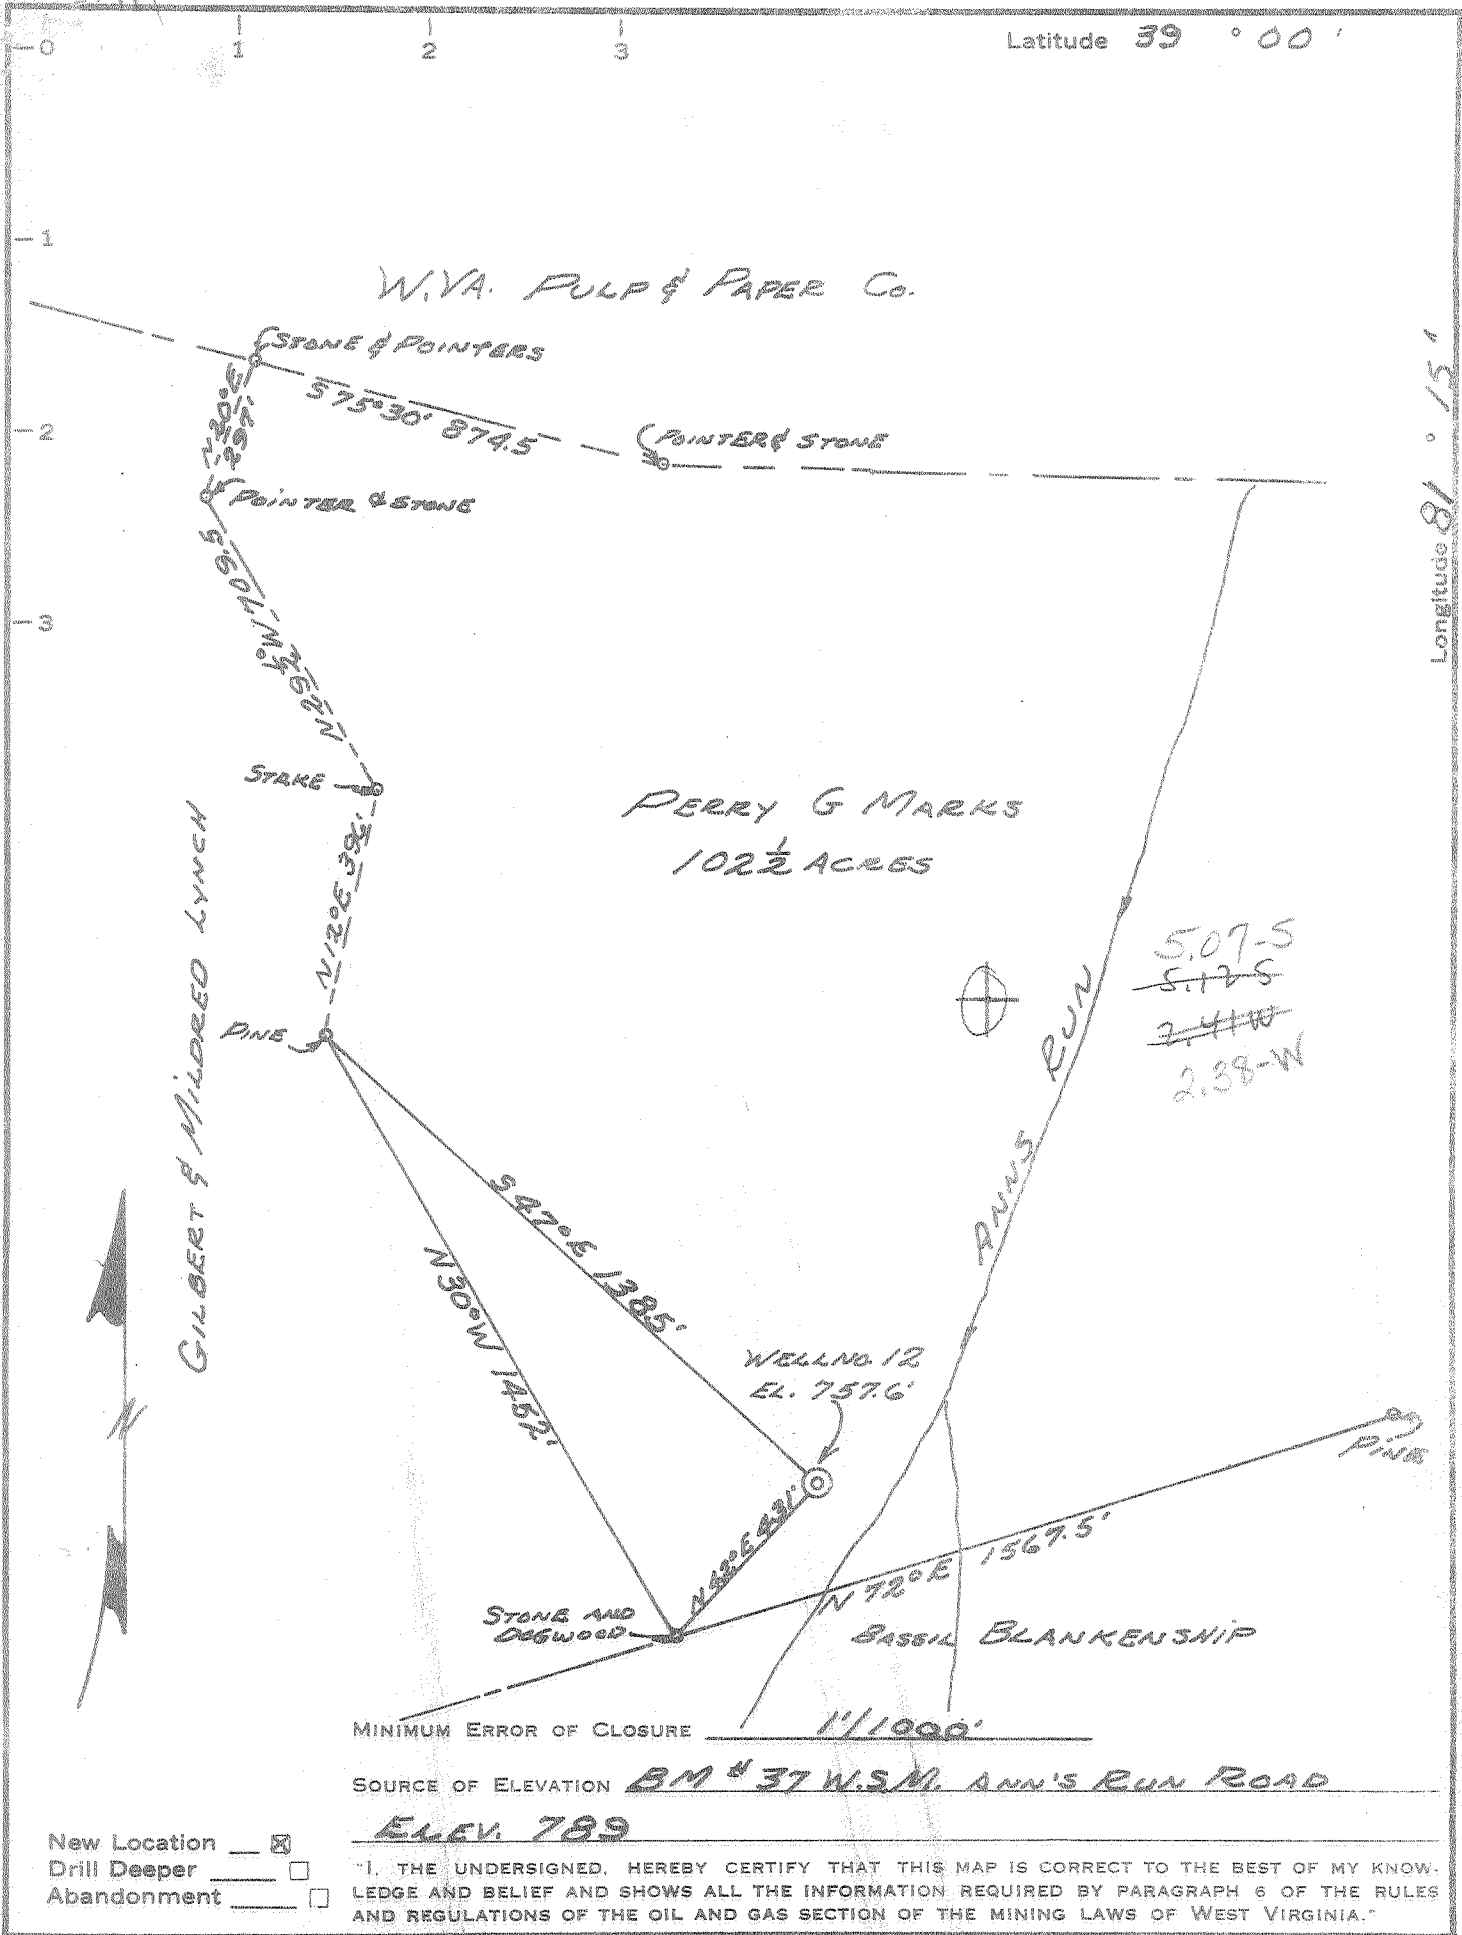 0
1
2
3
Latitude 39 ° 00 '
1
W.VA. PULP & PAPER CO.
STONE & POINTERS
Longitude 81 ° 15 '
N 20°E
297'
S 75°30' 874.5
2
POINTER & STONE
POINTER & STONE
N 29½°W 709.5
3
STAKE
PERRY G MARKS
102½ ACRES
N 12°E 396'
GILBERT & MILDRED LYNCH
5.07-S
5.12 S
2.41 W
2.38-W
PINE
ANNS RUN
S 47°E 1385'
N 30°W 1452'
WELL NO. 12
EL. 757.6'
N
PINE
N 42°E 431'
N 72°E 1567.5'
STONE AND
DOGWOOD
BASSIL BLANKENSHIP
MINIMUM ERROR OF CLOSURE 1'/1000'
SOURCE OF ELEVATION BM # 37 W.S.M. ANN'S RUN ROAD
ELEV. 789
New Location ☒
Drill Deeper ☐
Abandonment ☐
"I, THE UNDERSIGNED, HEREBY CERTIFY THAT THIS MAP IS CORRECT TO THE BEST OF MY KNOW-
LEDGE AND BELIEF AND SHOWS ALL THE INFORMATION REQUIRED BY PARAGRAPH 6 OF THE RULES
AND REGULATIONS OF THE OIL AND GAS SECTION OF THE MINING LAWS OF WEST VIRGINIA."